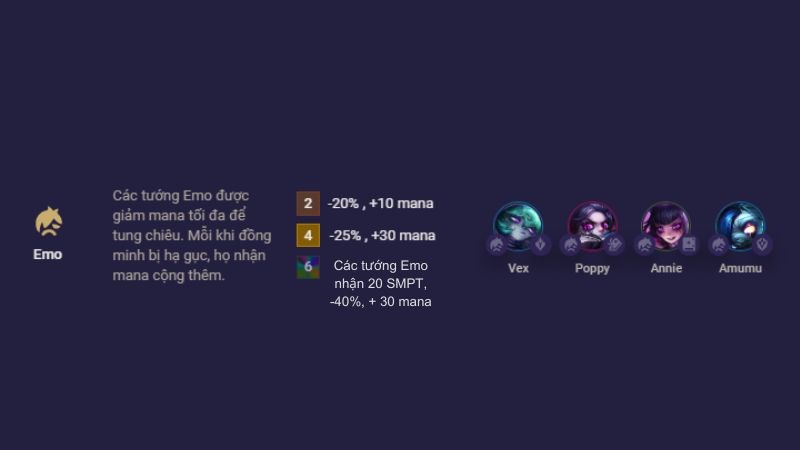 Emo
Các tướng Emo được
giảm mana tối đa để
tung chiêu. Mỗi khi đồng
minh bị hạ gục, họ nhận
mana cộng thêm.
2 -20% , +10 mana
4 -25% , +30 mana
6 Các tướng Emo
nhận 20 SMPT,
-40%, + 30 mana
Vex Poppy Annie Amumu